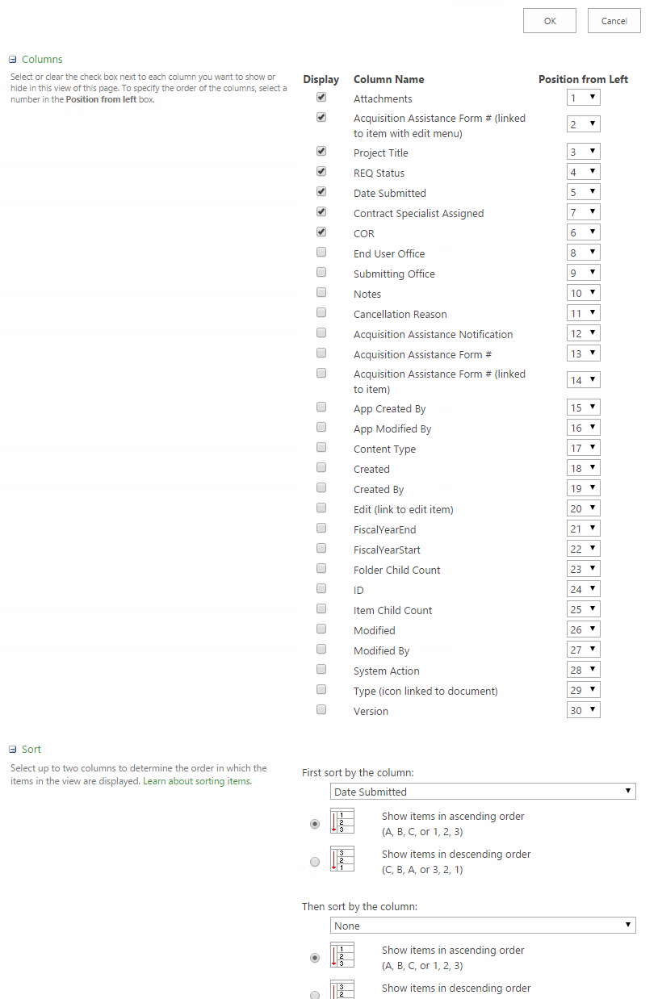 OK Cancel
Columns
Select or clear the check box next to each column you want to show or
hide in this view of this page. To specify the order of the columns, select a
number in the Position from left box.
Display Column Name Position from Left
Attachments 1
Acquisition Assistance Form # (linked
to item with edit menu) 2
Project Title 3
REQ Status 4
Date Submitted 5
Contract Specialist Assigned 7
COR 6
End User Office 8
Submitting Office 9
Notes 10
Cancellation Reason 11
Acquisition Assistance Notification 12
Acquisition Assistance Form # 13
Acquisition Assistance Form # (linked
to item) 14
App Created By 15
App Modified By 16
Content Type 17
Created 18
Created By 19
Edit (link to edit item) 20
FiscalYearEnd 21
FiscalYearStart 22
Folder Child Count 23
ID 24
Item Child Count 25
Modified 26
Modified By 27
System Action 28
Type (icon linked to document) 29
Version 30
Sort
Select up to two columns to determine the order in which the
items in the view are displayed. Learn about sorting items.
First sort by the column:
Date Submitted
1
2
3
Show items in ascending order
(A, B, C, or 1, 2, 3)
3
2
1
Show items in descending order
(C, B, A, or 3, 2, 1)
Then sort by the column:
None
1
2
3
Show items in ascending order
(A, B, C, or 1, 2, 3)
3
2
Show items in descending order